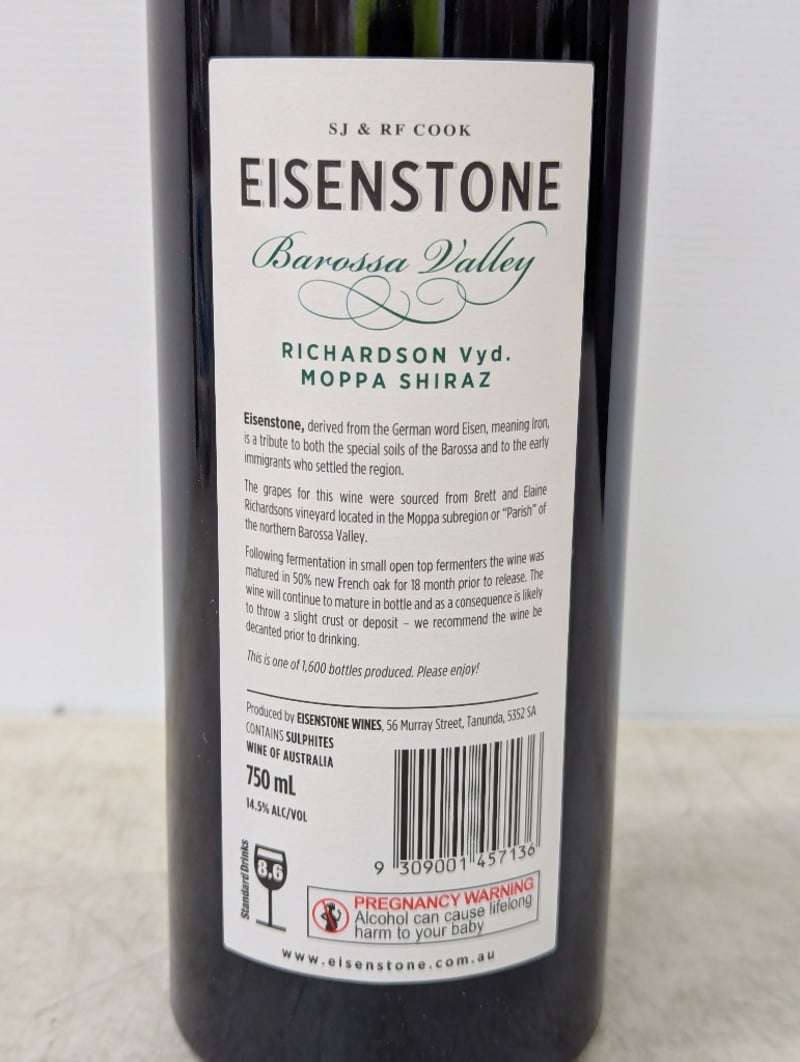 SJ & RF COOK
EISENSTONE
Barossa Valley
RICHARDSON Vyd.
MOPPA SHIRAZ
Eisenstone, derived from the German word Eisen, meaning Iron,
is a tribute to both the special soils of the Barossa and to the early
immigrants who settled the region.
The grapes for this wine were sourced from Brett and Elaine
Richardsons vineyard located in the Moppa subregion or “Parish” of
the northern Barossa Valley.
Following fermentation in small open top fermenters the wine was
matured in 50% new French oak for 18 month prior to release. The
wine will continue to mature in bottle and as a consequence is likely
to throw a slight crust or deposit – we recommend the wine be
decanted prior to drinking.
This is one of 1,600 bottles produced. Please enjoy!
Produced by EISENSTONE WINES, 56 Murray Street, Tanunda, 5352 SA
CONTAINS SULPHITES
WINE OF AUSTRALIA
750 mL
14.5% ALC/VOL
9 309001 457136
Standard Drinks
8.6
PREGNANCY WARNING
Alcohol can cause lifelong
harm to your baby
www.eisenstone.com.au